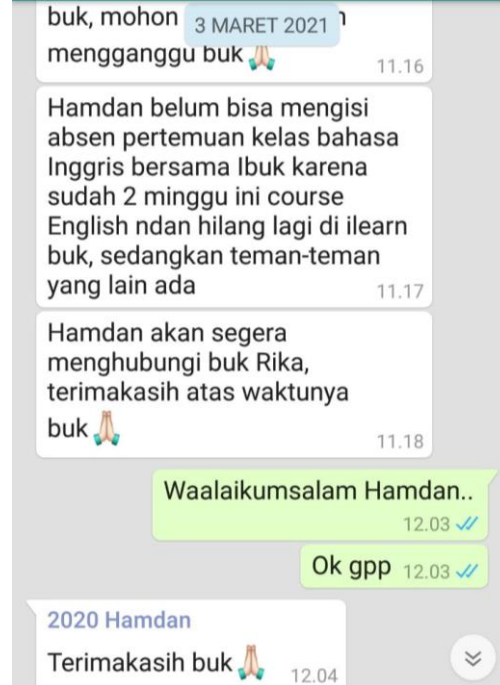 buk, mohon
3 MARET 2021
mengganggu buk 🙏🏻
11.16
Hamdan belum bisa mengisi
absen pertemuan kelas bahasa
Inggris bersama Ibuk karena
sudah 2 minggu ini course
English ndan hilang lagi di ilearn
buk, sedangkan teman-teman
yang lain ada
11.17
Hamdan akan segera
menghubungi buk Rika,
terimakasih atas waktunya
buk 🙏🏻
11.18
Waalaikumsalam Hamdan..
12.03
Ok gpp 12.03
2020 Hamdan
Terimakasih buk 🙏🏻
12.04